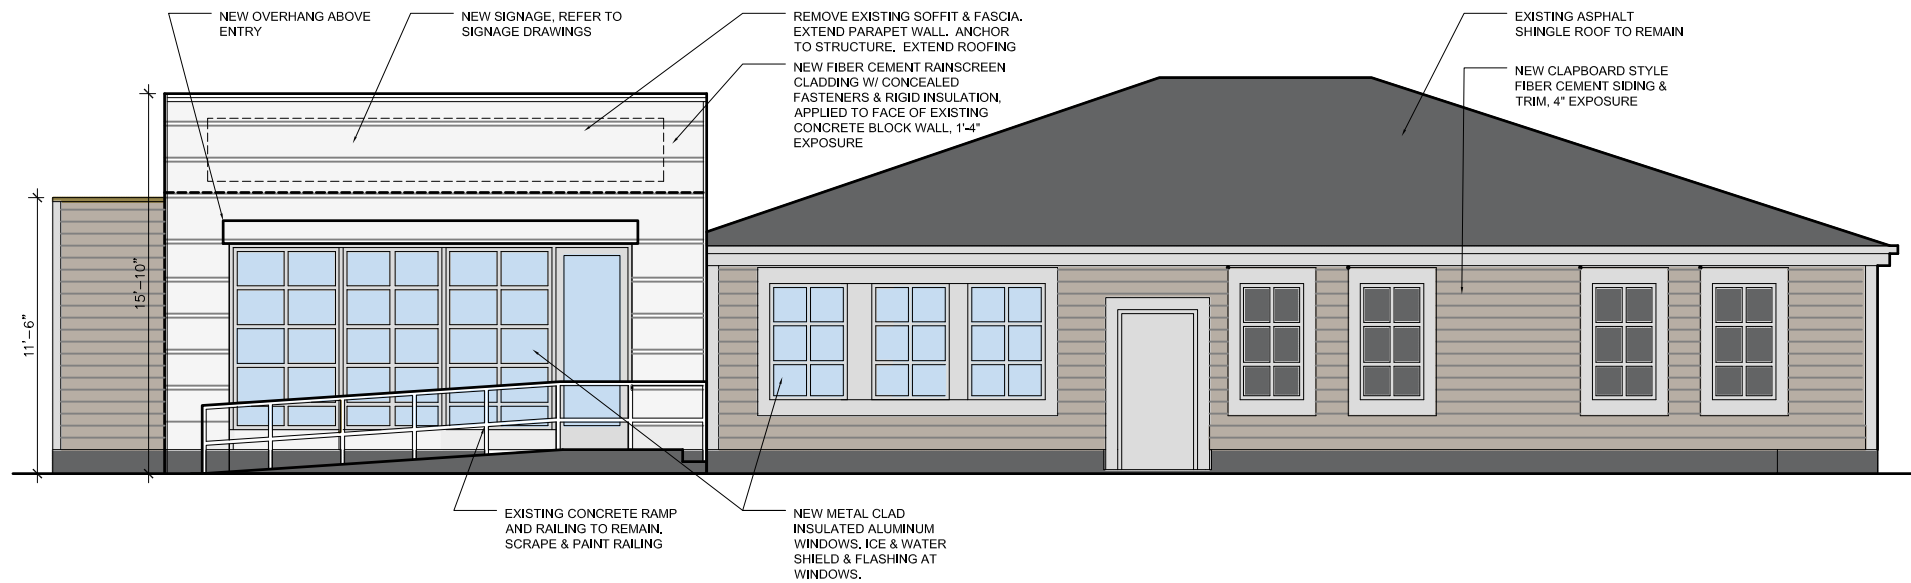 NEW OVERHANG ABOVE
ENTRY
NEW SIGNAGE, REFER TO
SIGNAGE DRAWINGS
REMOVE EXISTING SOFFIT & FASCIA.
EXTEND PARAPET WALL. ANCHOR
TO STRUCTURE. EXTEND ROOFING
NEW FIBER CEMENT RAINSCREEN
CLADDING W/ CONCEALED
FASTENERS & RIGID INSULATION,
APPLIED TO FACE OF EXISTING
CONCRETE BLOCK WALL, 1'-4"
EXPOSURE
EXISTING ASPHALT
SHINGLE ROOF TO REMAIN
NEW CLAPBOARD STYLE
FIBER CEMENT SIDING &
TRIM, 4" EXPOSURE
11'-6"
15'-10"
EXISTING CONCRETE RAMP
AND RAILING TO REMAIN.
SCRAPE & PAINT RAILING
NEW METAL CLAD
INSULATED ALUMINUM
WINDOWS. ICE & WATER
SHIELD & FLASHING AT
WINDOWS.